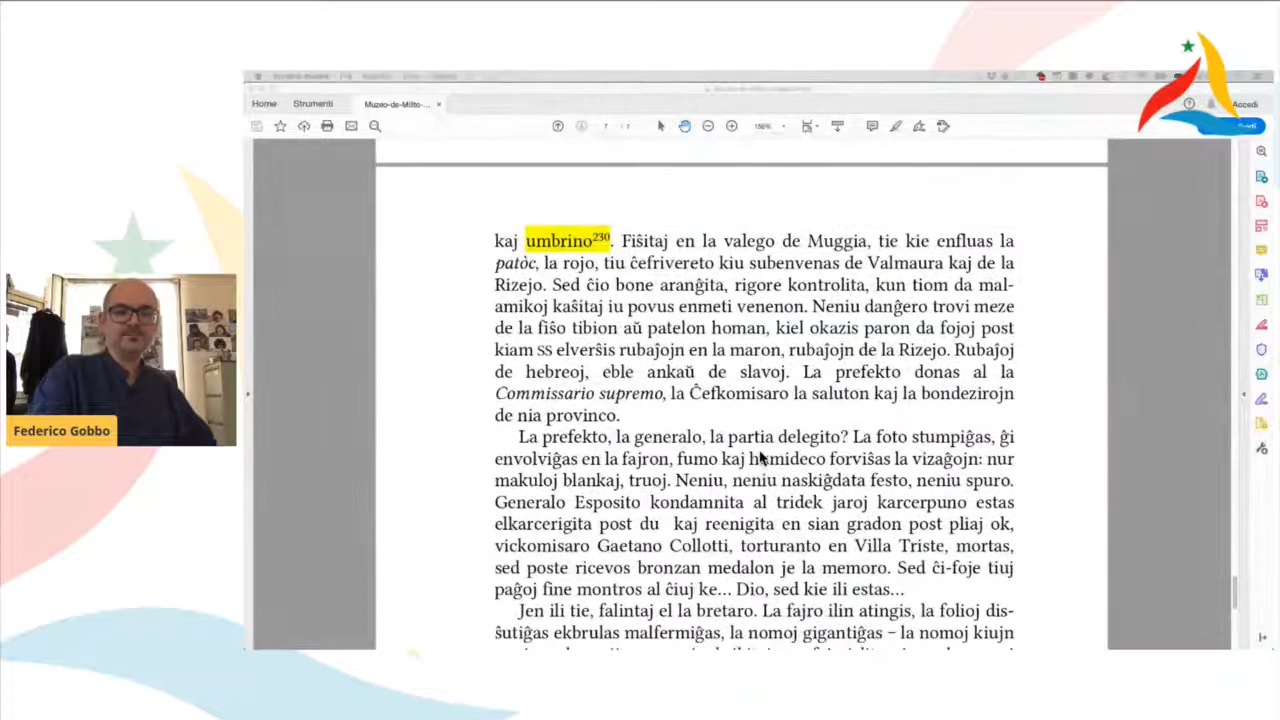 Home Strumenti Muzeo-de-Milito-... × Accedi
7 / 7 150%
kaj umbrino²³⁰. Fiŝitaj en la valego de Muggia, tie kie enfluas la
patòc, la rojo, tiu ĉefrivereto kiu subenvenas de Valmaura kaj de la
Rizejo. Sed ĉio bone aranĝita, rigore kontrolita, kun tiom da mal-
amikoj kaŝitaj iu povus enmeti venenon. Neniu danĝero trovi meze
de la fiŝo tibion aŭ patelon homan, kiel okazis paron da fojoj post
kiam SS elverŝis rubaĵojn en la maron, rubaĵojn de la Rizejo. Rubaĵoj
de hebreoj, eble ankaŭ de slavoj. La prefekto donas al la
Commissario supremo, la Ĉefkomisaro la saluton kaj la bondezirojn
de nia provinco.
La prefekto, la generalo, la partia delegito? La foto stumpiĝas, ĝi
envolviĝas en la fajron, fumo kaj humideco forviŝas la vizaĝojn: nur
makuloj blankaj, truoj. Neniu, neniu naskiĝdata festo, neniu spuro.
Generalo Esposito kondamnita al tridek jaroj karcerpuno estas
elkarcerigita post du kaj reenigita en sian gradon post pliaj ok,
vickomisaro Gaetano Collotti, torturanto en Villa Triste, mortas,
sed poste ricevos bronzan medalon je la memoro. Sed ĉi-foje tiuj
paĝoj fine montros al ĉiuj ke... Dio, sed kie ili estas...
Jen ili tie, falintaj el la bretaro. La fajro ilin atingis, la folioj dis-
ŝutiĝas ekbrulas malfermiĝas, la nomoj gigantiĝas – la nomoj kiujn
Federico Gobbo